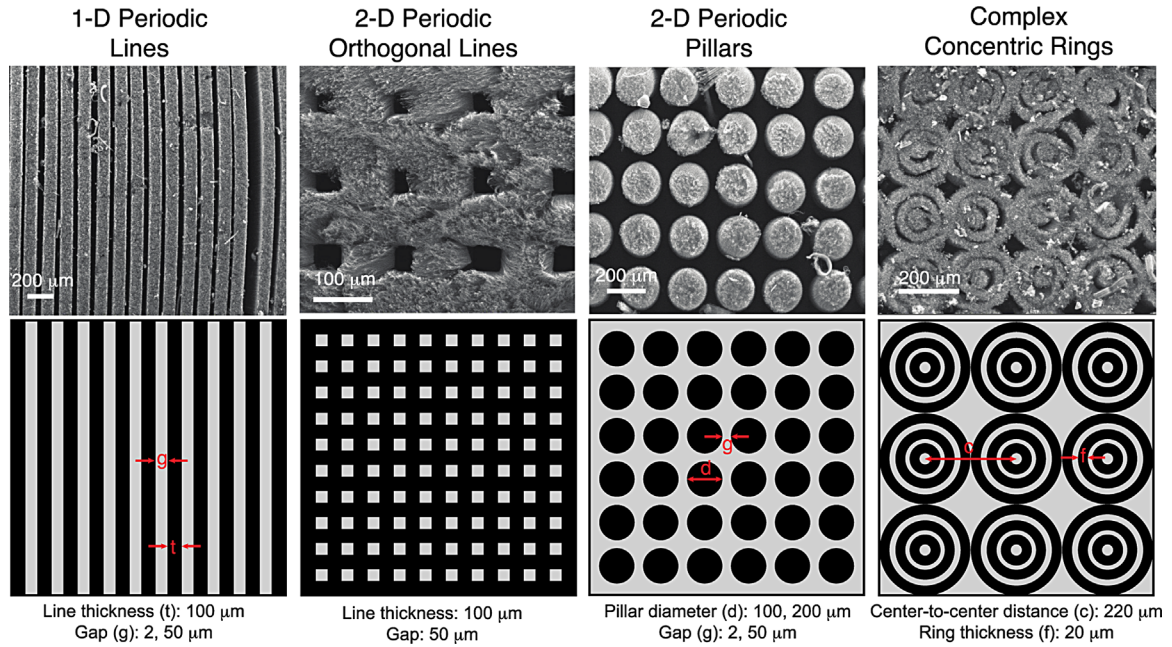 1-D Periodic
Lines
2-D Periodic
Orthogonal Lines
2-D Periodic
Pillars
Complex
Concentric Rings
200 μm
100 μm
200 μm
200 μm
g
t
g
d
c
f
Line thickness (t): 100 μm
Gap (g): 2, 50 μm
Line thickness: 100 μm
Gap: 50 μm
Pillar diameter (d): 100, 200 μm
Gap (g): 2, 50 μm
Center-to-center distance (c): 220 μm
Ring thickness (f): 20 μm